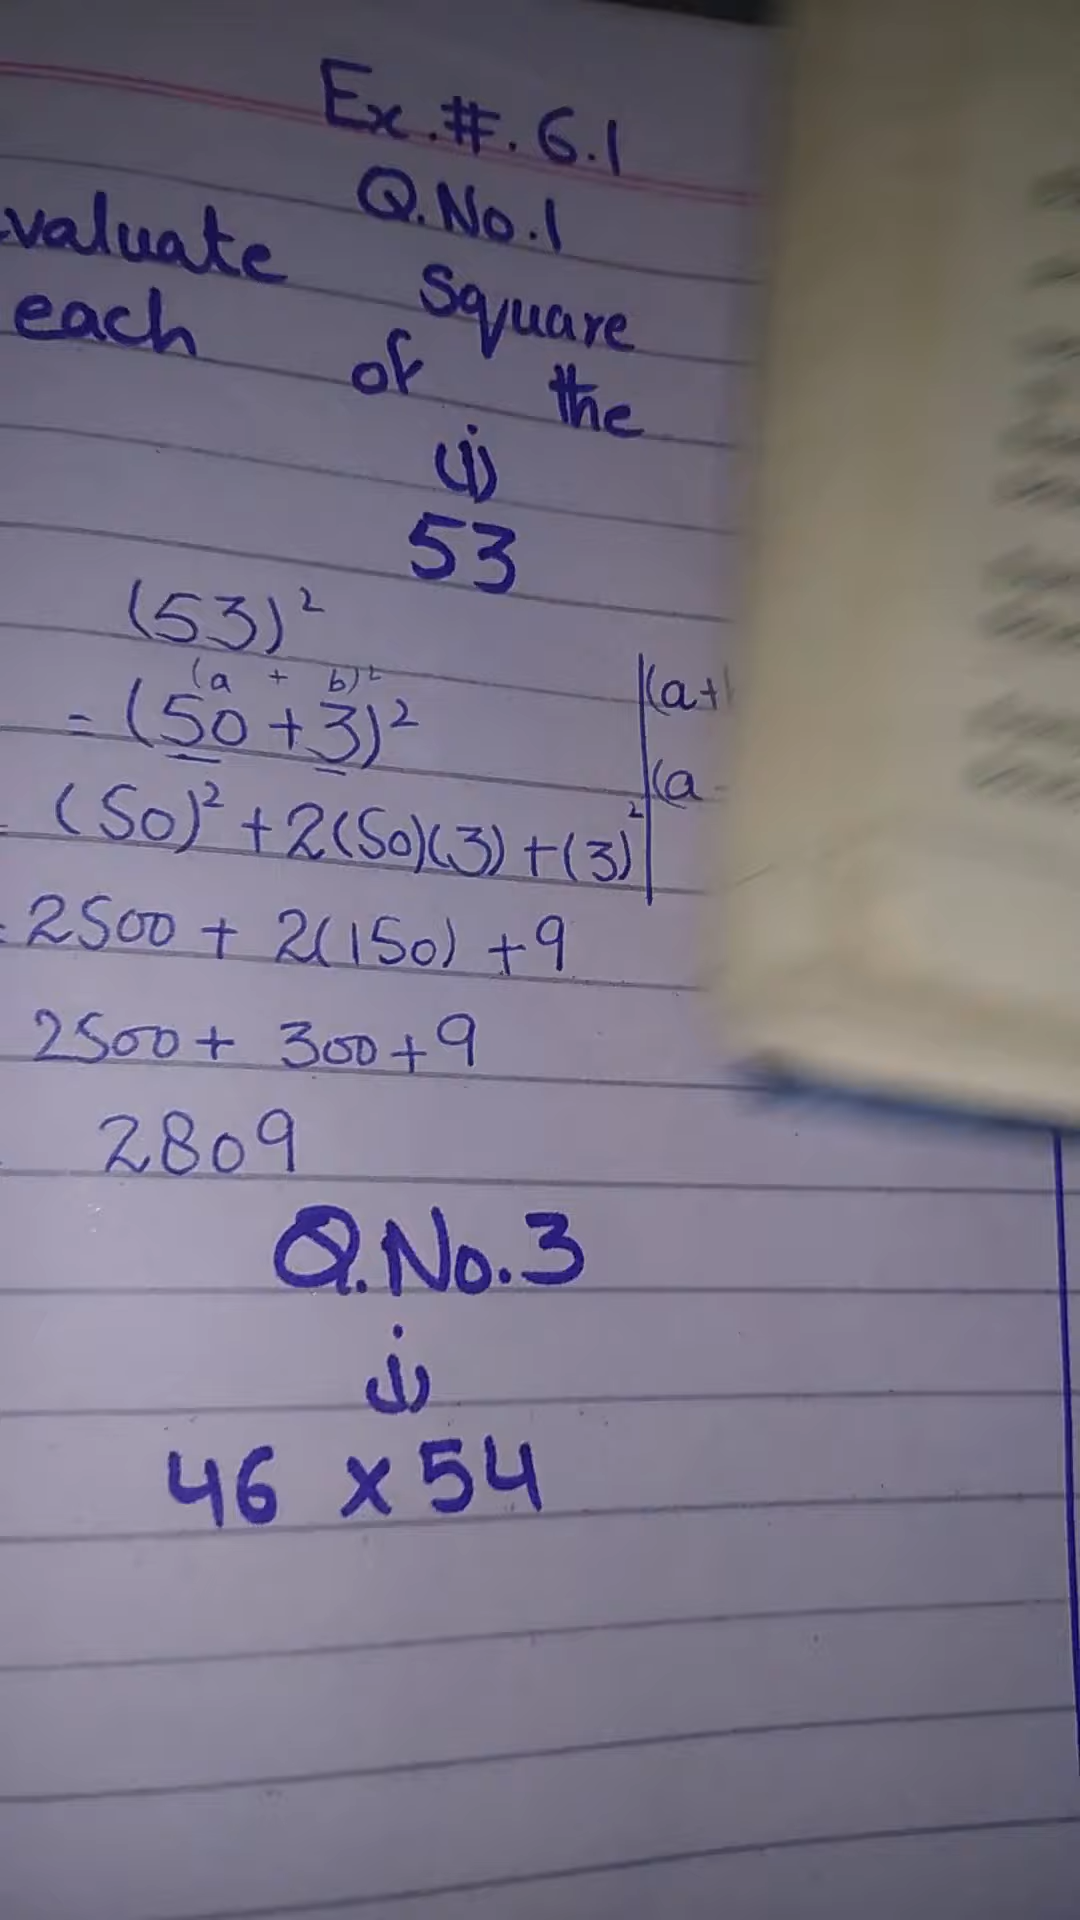 Ex.#.6.1
Q.No.1
valuate square
each of the
(i)
53
(53)²
(a + b)²
= (50 + 3)²
(a+
(a-
(50)² + 2(50)(3) + (3)²
= 2500 + 2(150) + 9
2500 + 300 + 9
2809
Q.No.3
(i)
46 x 54